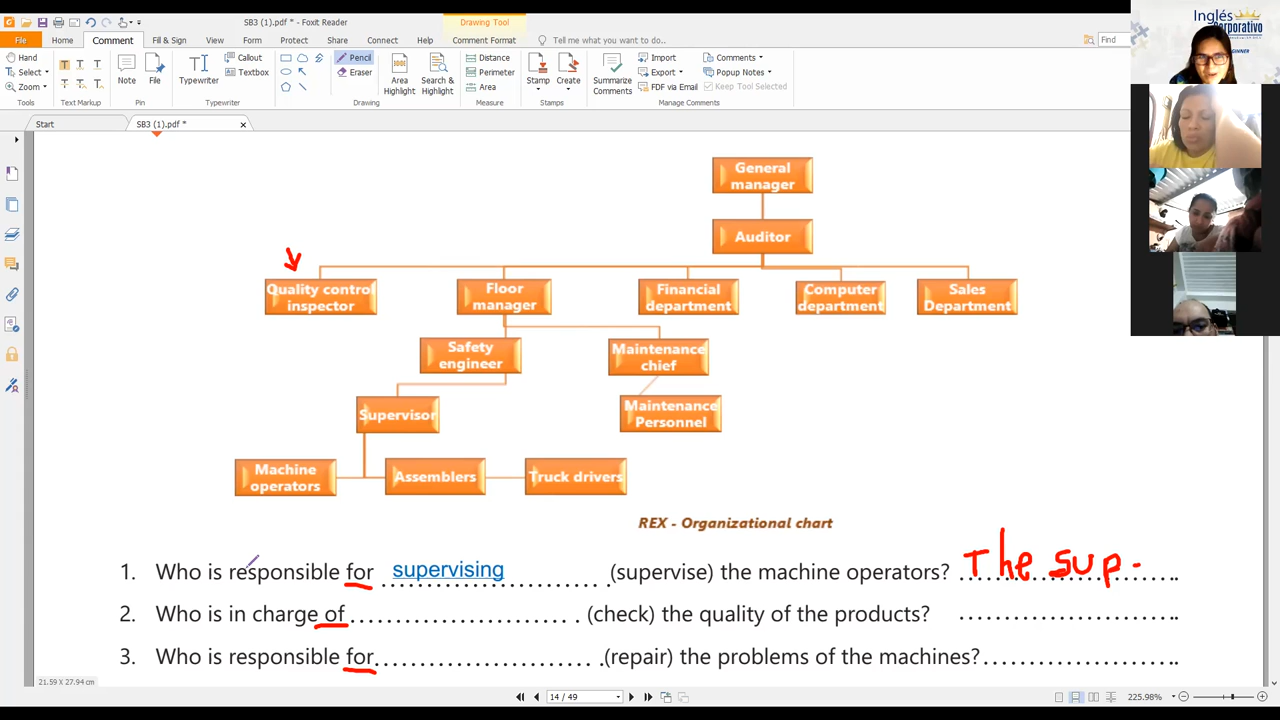 SB3 (1).pdf * - Foxit Reader
Drawing Tool
File Home Comment Fill & Sign View Form Protect Share Connect Help Comment Format Tell me what you want to do... Find
Hand
Select
Zoom
Tools
Text Markup
Note
File
Pin
Typewriter
Callout
Textbox
Typewriter
Pencil
Eraser
Drawing
Area Highlight
Search & Highlight
Distance
Perimeter
Area
Measure
Stamp
Create
Stamps
Summarize Comments
Import
Export
FDF via Email
Comments
Popup Notes
Keep Tool Selected
Manage Comments
Inglés
Corporativo
Start SB3 (1).pdf *
General
manager
Auditor
Quality control
inspector
Floor
manager
Financial
department
Computer
department
Sales
Department
Safety
engineer
Maintenance
chief
Supervisor
Maintenance
Personnel
Machine
operators
Assemblers
Truck drivers
REX - Organizational chart
1. Who is responsible for supervising (supervise) the machine operators? The sup.
2. Who is in charge of ........................ (check) the quality of the products? ........................
3. Who is responsible for........................ (repair) the problems of the machines?........................
21.59 x 27.94 cm
14 / 49
225.98%